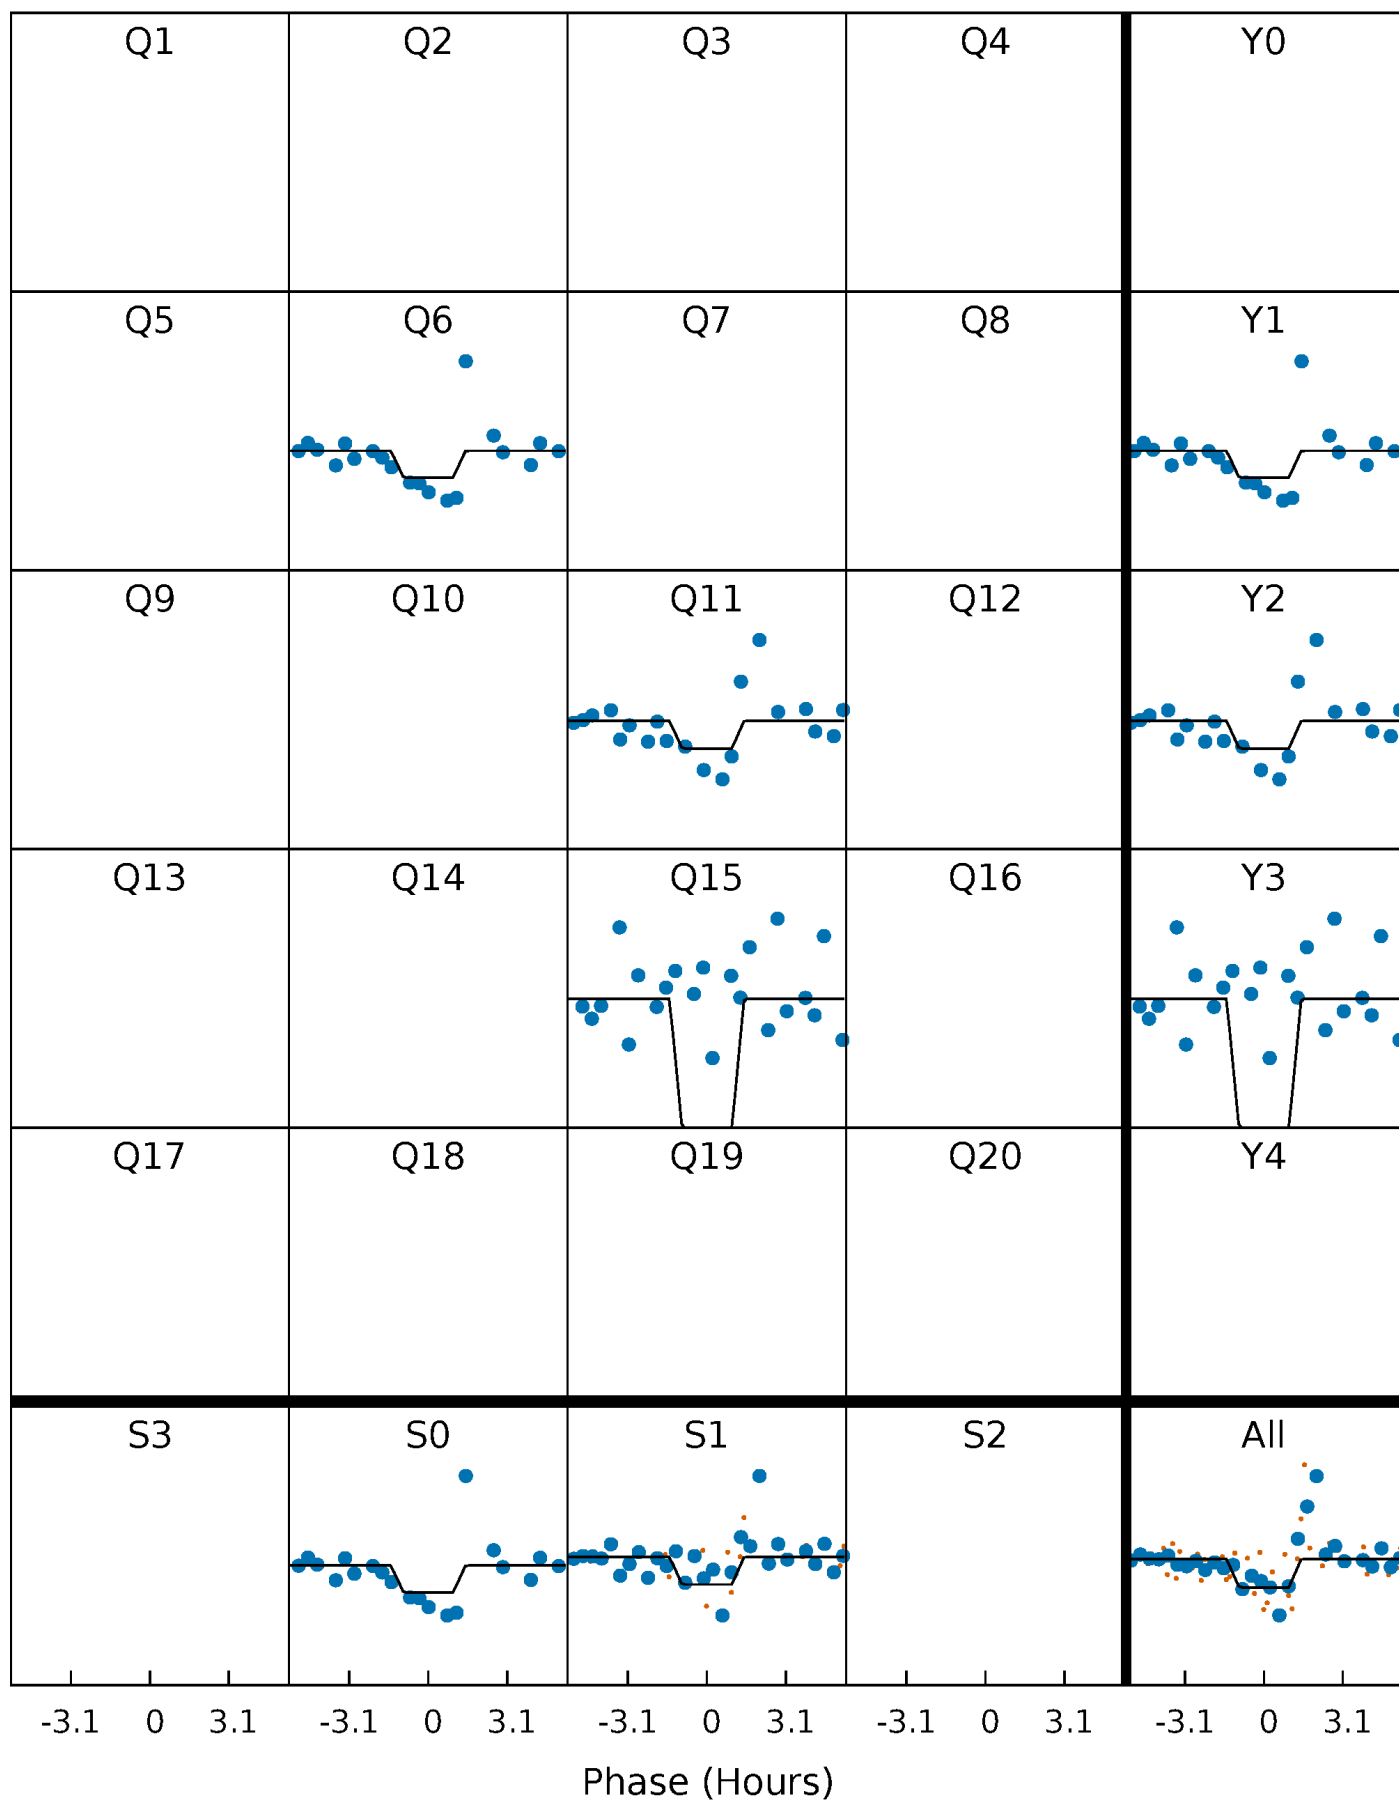 Q1 Q2 Q3 Q4 Y0
Q5 Q6 Q7 Q8 Y1
Q9 Q10 Q11 Q12 Y2
Q13 Q14 Q15 Q16 Y3
Q17 Q18 Q19 Q20 Y4
S3 S0 S1 S2 All
-3.1 0 3.1 -3.1 0 3.1 -3.1 0 3.1 -3.1 0 3.1 -3.1 0 3.1
Phase (Hours)